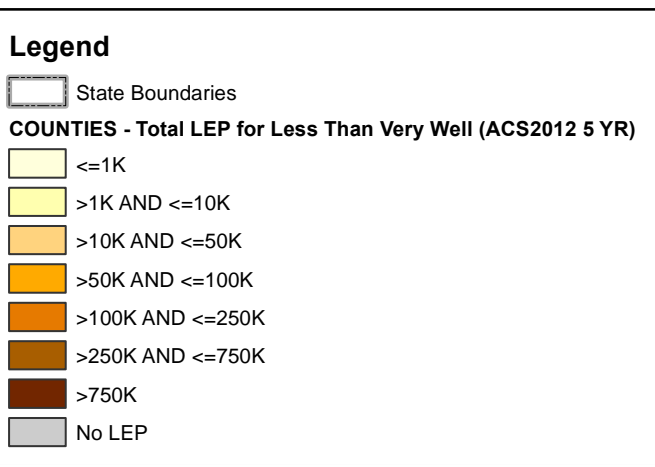 Legend
State Boundaries
COUNTIES - Total LEP for Less Than Very Well (ACS2012 5 YR)
<=1K
>1K AND <=10K
>10K AND <=50K
>50K AND <=100K
>100K AND <=250K
>250K AND <=750K
>750K
No LEP